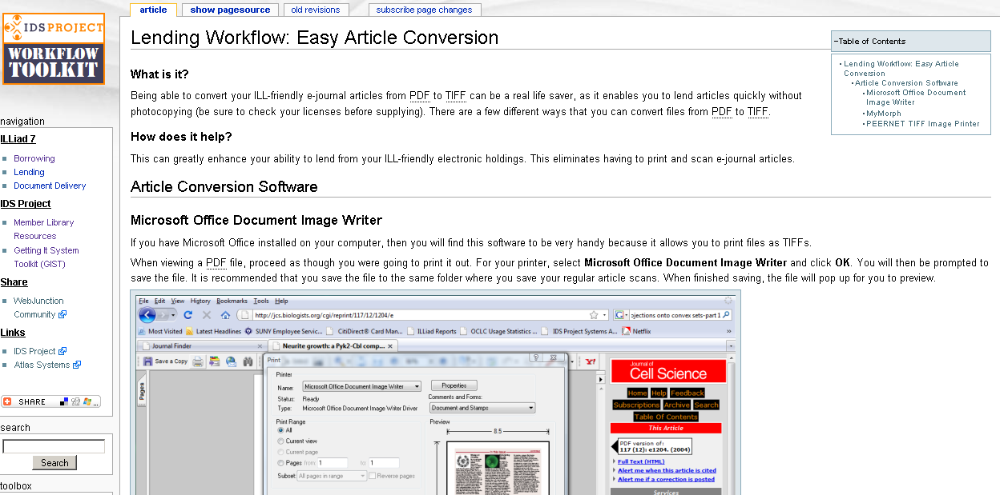 article
show pagesource
old revisions
subscribe page changes
IDSPROJECT
WORKFLOW
TOOLKIT
Lending Workflow: Easy Article Conversion
−Table of Contents
Lending Workflow: Easy Article
Conversion
Article Conversion Software
Microsoft Office Document
Image Writer
MyMorph
PEERNET TIFF Image Printer
What is it?
Being able to convert your ILL-friendly e-journal articles from PDF to TIFF can be a real life saver, as it enables you to lend articles quickly without
photocopying (be sure to check your licenses before supplying). There are a few different ways that you can convert files from PDF to TIFF.
How does it help?
This can greatly enhance your ability to lend from your ILL-friendly electronic holdings. This eliminates having to print and scan e-journal articles.
Article Conversion Software
Microsoft Office Document Image Writer
If you have Microsoft Office installed on your computer, then you will find this software to be very handy because it allows you to print files as TIFFs.
When viewing a PDF file, proceed as though you were going to print it out. For your printer, select Microsoft Office Document Image Writer and click OK. You will then be prompted to
save the file. It is recommended that you save the file to the same folder where you save your regular article scans. When finished saving, the file will pop up for you to preview.
navigation
ILLiad 7
Borrowing
Lending
Document Delivery
IDS Project
Member Library
Resources
Getting It System
Toolkit (GIST)
Share
WebJunction
Community
Links
IDS Project
Atlas Systems
SHARE
...
search
Search
toolbox
File Edit View History Bookmarks Tools Help
http://jcs.biologists.org/cgi/reprint/117/12/1204/e
ojections onto convex sets-part 1
Most Visited Latest Headlines SUNY Employee Servic... CitiDirect® Card Man... ILLiad Reports OCLC Usage Statistics ... IDS Project Systems A... Netflix »
Journal Finder
Neurite growth: a Pyk2-Cbl comp...
Save a Copy
Y!
Pages
Print
Printer
Name: Microsoft Office Document Image Writer
Properties
Status: Ready
Comments and Forms:
Type: Microsoft Office Document Image Writer Driver
Document and Stamps
Print Range
Preview
All
8.5
Current view
Current page
Pages from: 1 to: 1
Subset: All pages in range
Reverse pages
Journal of
Cell Science
Home Help Feedback
Subscriptions Archive Search
Table Of Contents
This Article
PDF version of:
117 (12): e1204. (2004)
Full Text (HTML)
Alert me when this article is cited
Alert me if a correction is posted
Services